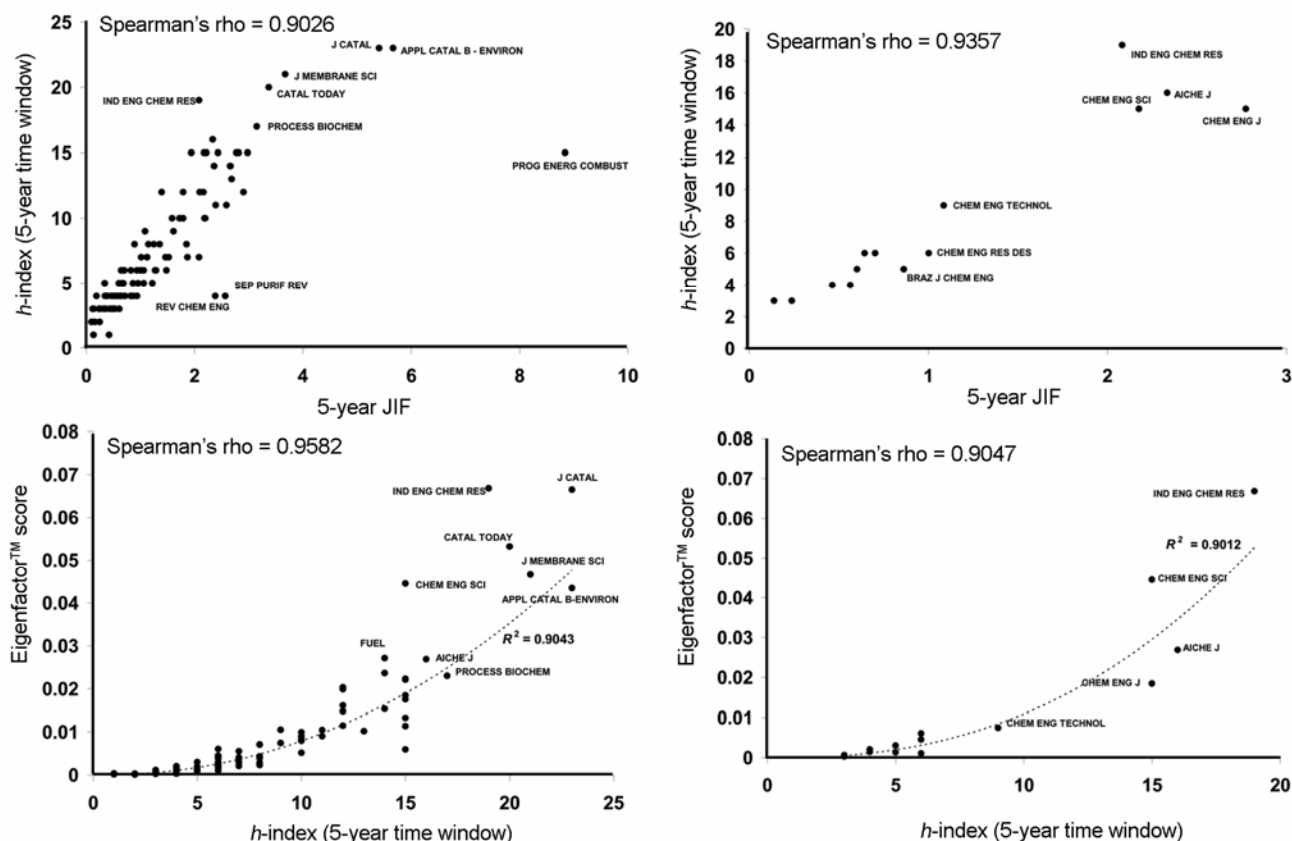 Spearman's rho = 0.9026
25
20
15
10
5
0
h-index (5-year time window)
J CATAL
APPL CATAL B - ENVIRON
J MEMBRANE SCI
CATAL TODAY
IND ENG CHEM RES
PROCESS BIOCHEM
PROG ENERG COMBUST
SEP PURIF REV
REV CHEM ENG
0 2 4 6 8 10
5-year JIF
Spearman's rho = 0.9357
20
18
16
14
12
10
8
6
4
2
0
h-index (5-year time window)
IND ENG CHEM RES
CHEM ENG SCI
AICHE J
CHEM ENG J
CHEM ENG TECHNOL
CHEM ENG RES DES
BRAZ J CHEM ENG
0 1 2 3
5-year JIF
Spearman's rho = 0.9582
0.08
0.07
0.06
0.05
0.04
0.03
0.02
0.01
0
Eigenfactor™ score
J CATAL
IND ENG CHEM RES
CATAL TODAY
J MEMBRANE SCI
CHEM ENG SCI
APPL CATAL B-ENVIRON
R² = 0.9043
FUEL
AICHE J
PROCESS BIOCHEM
0 5 10 15 20 25
h-index (5-year time window)
Spearman's rho = 0.9047
0.08
0.07
0.06
0.05
0.04
0.03
0.02
0.01
0
Eigenfactor™ score
IND ENG CHEM RES
R² = 0.9012
CHEM ENG SCI
AICHE J
CHEM ENG J
CHEM ENG TECHNOL
0 5 10 15 20
h-index (5-year time window)